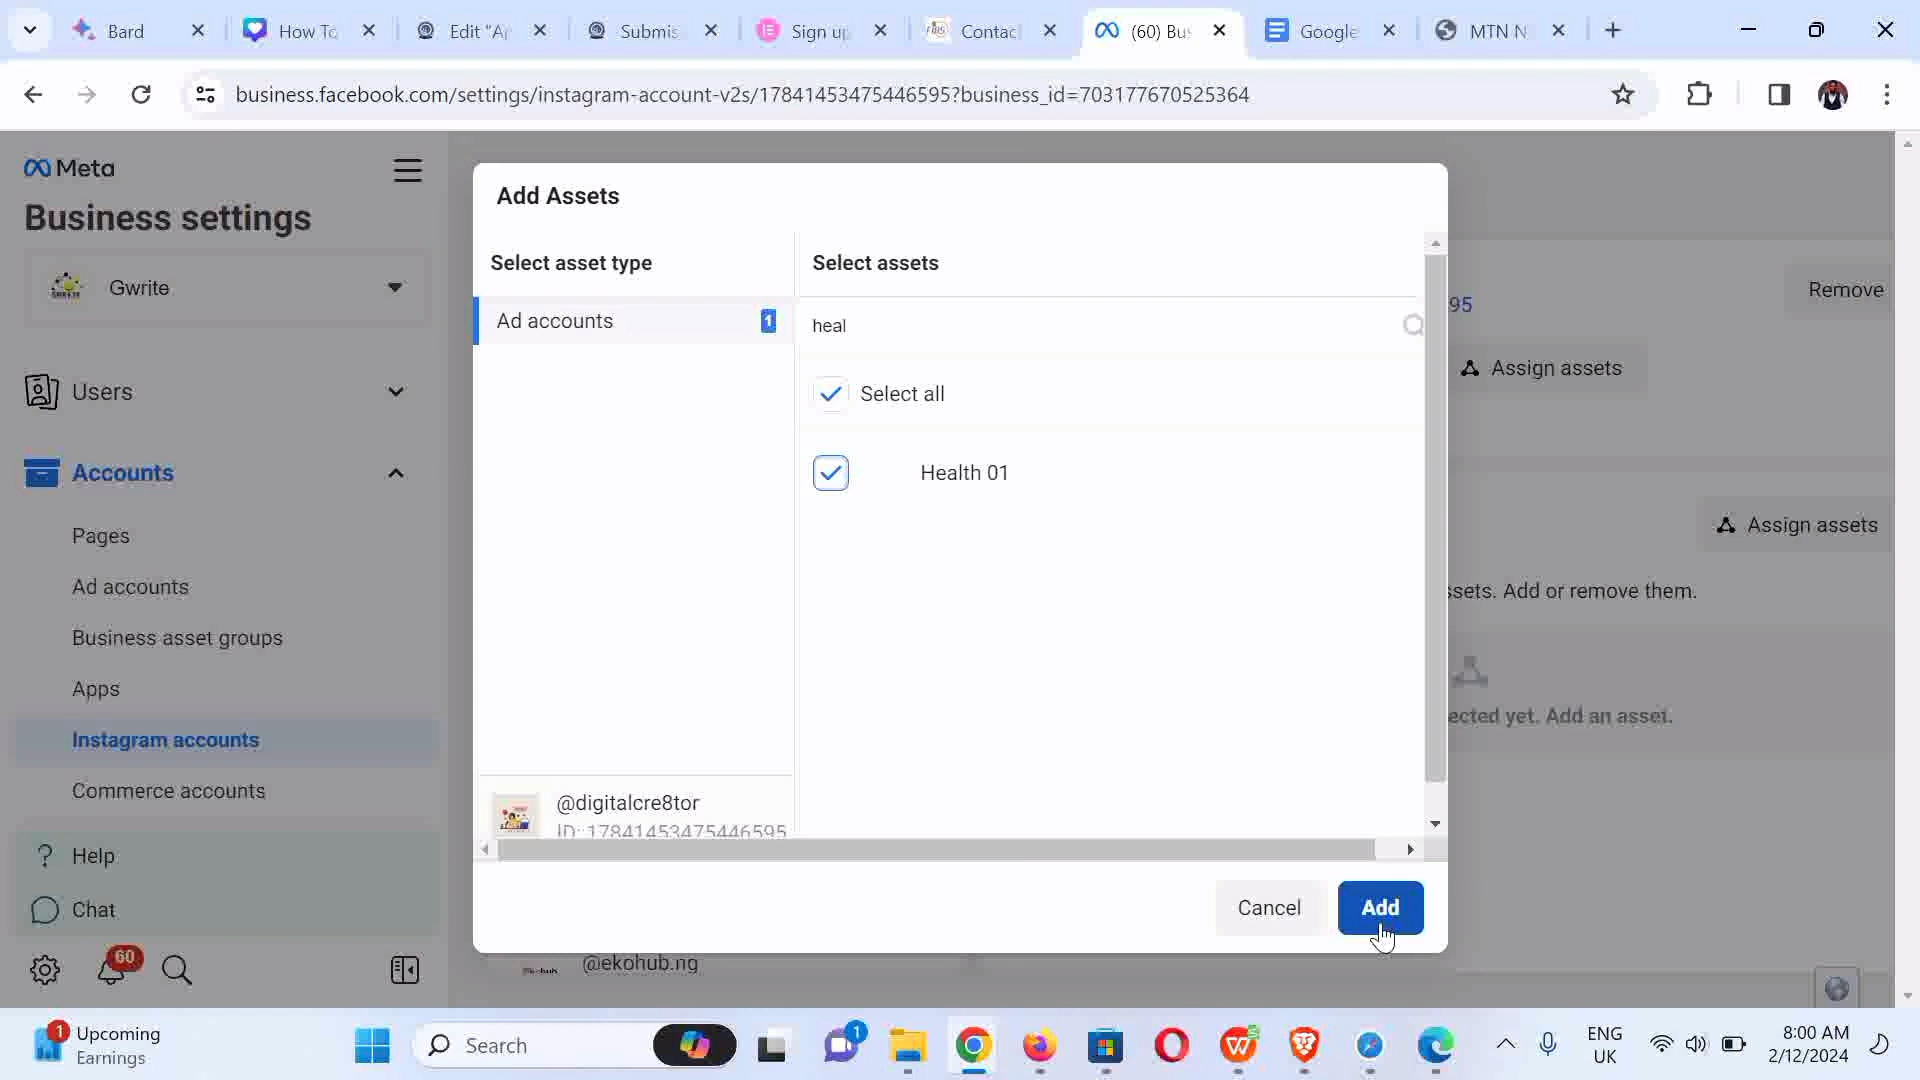 Bard
How To
Edit "Ap
Submis
Sign up
Contac
(60) Bus
Google
MTN N
business.facebook.com/settings/instagram-account-v2s/17841453475446595?business_id=703177670525364
Meta
Business settings
Gwrite
Users
Accounts
Pages
Ad accounts
Business asset groups
Apps
Instagram accounts
Commerce accounts
Help
Chat
60
Add Assets
Select asset type
Select assets
Ad accounts
1
heal
Select all
Health 01
@digitalcre8tor
ID: 17841453475446595
Cancel
Add
95
Remove
Assign assets
Assign assets
ssets. Add or remove them.
ected yet. Add an asset.
@ekohub.ng
1
Upcoming
Earnings
Search
1
ENG
UK
8:00 AM
2/12/2024